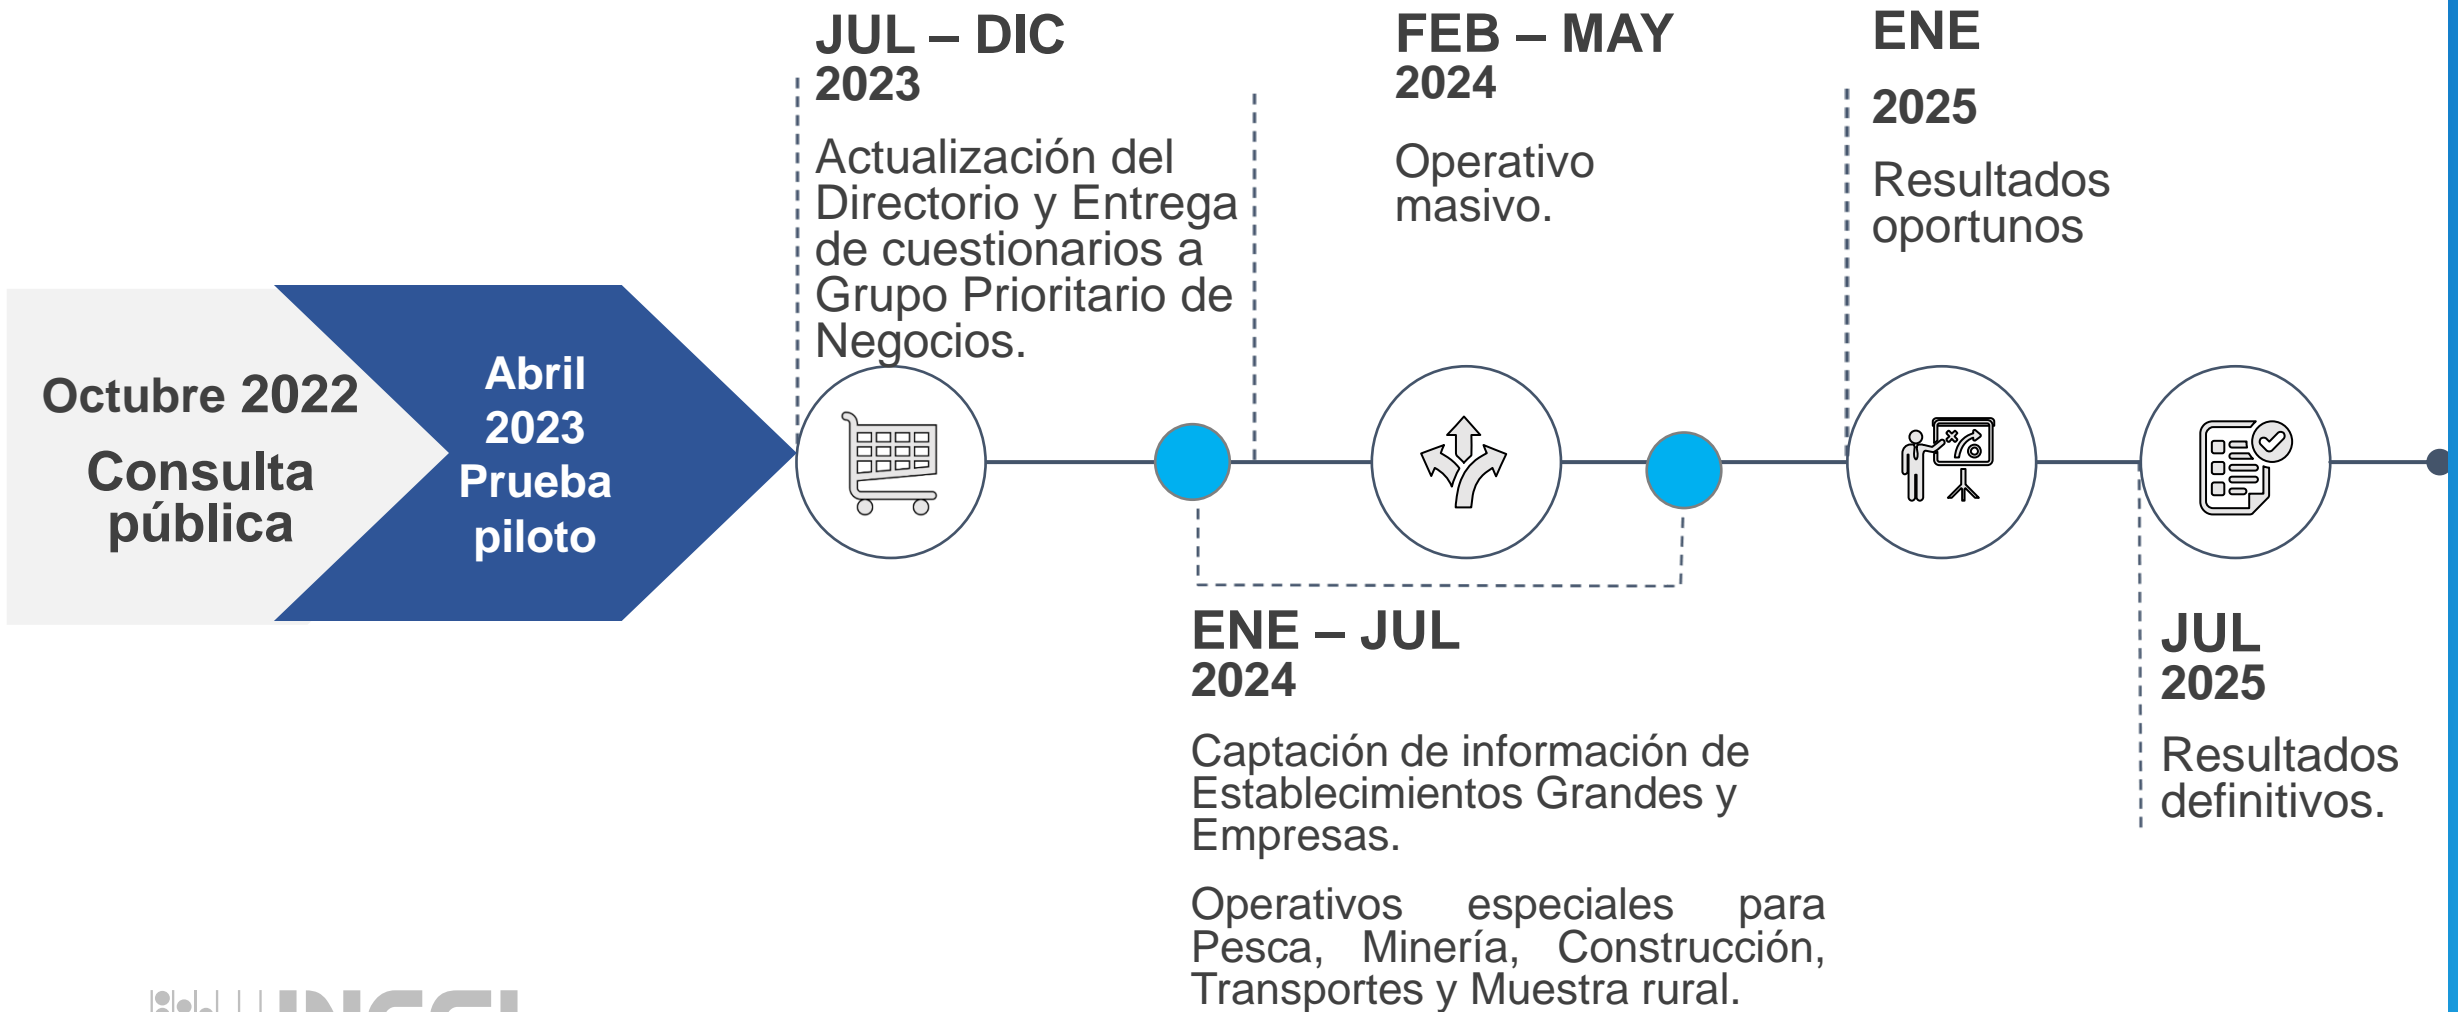 Octubre 2022
Consulta
pública
Abril
2023
Prueba
piloto
JUL – DIC
2023
Actualización del
Directorio y Entrega
de cuestionarios a
Grupo Prioritario de
Negocios.
FEB – MAY
2024
Operativo
masivo.
ENE
2025
Resultados
oportunos
ENE – JUL
2024
Captación de información de
Establecimientos Grandes y
Empresas.
Operativos especiales para
Pesca, Minería, Construcción,
Transportes y Muestra rural.
JUL
2025
Resultados
definitivos.